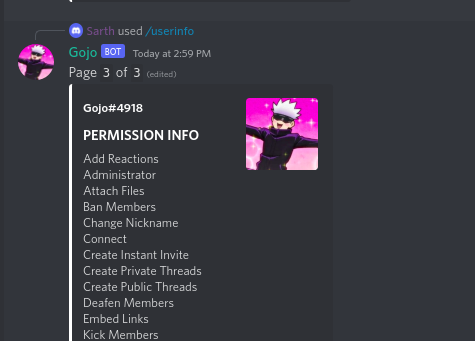 Sarth used /userinfo
Gojo BOT Today at 2:59 PM
Page 3 of 3 (edited)
Gojo#4918
PERMISSION INFO
Add Reactions
Administrator
Attach Files
Ban Members
Change Nickname
Connect
Create Instant Invite
Create Private Threads
Create Public Threads
Deafen Members
Embed Links
Kick Members